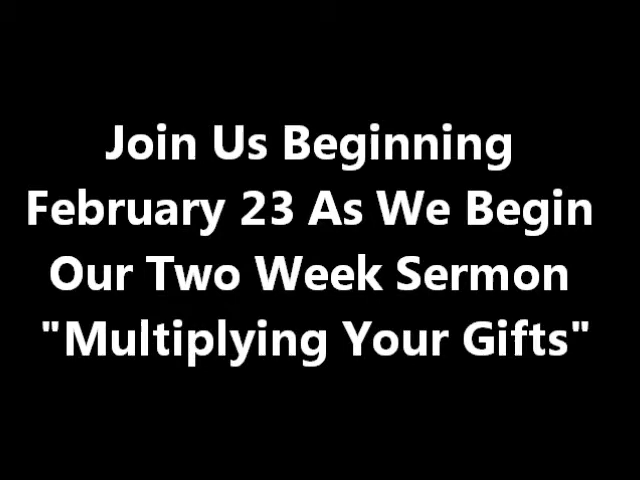 Join Us Beginning
February 23 As We Begin
Our Two Week Sermon
"Multiplying Your Gifts"